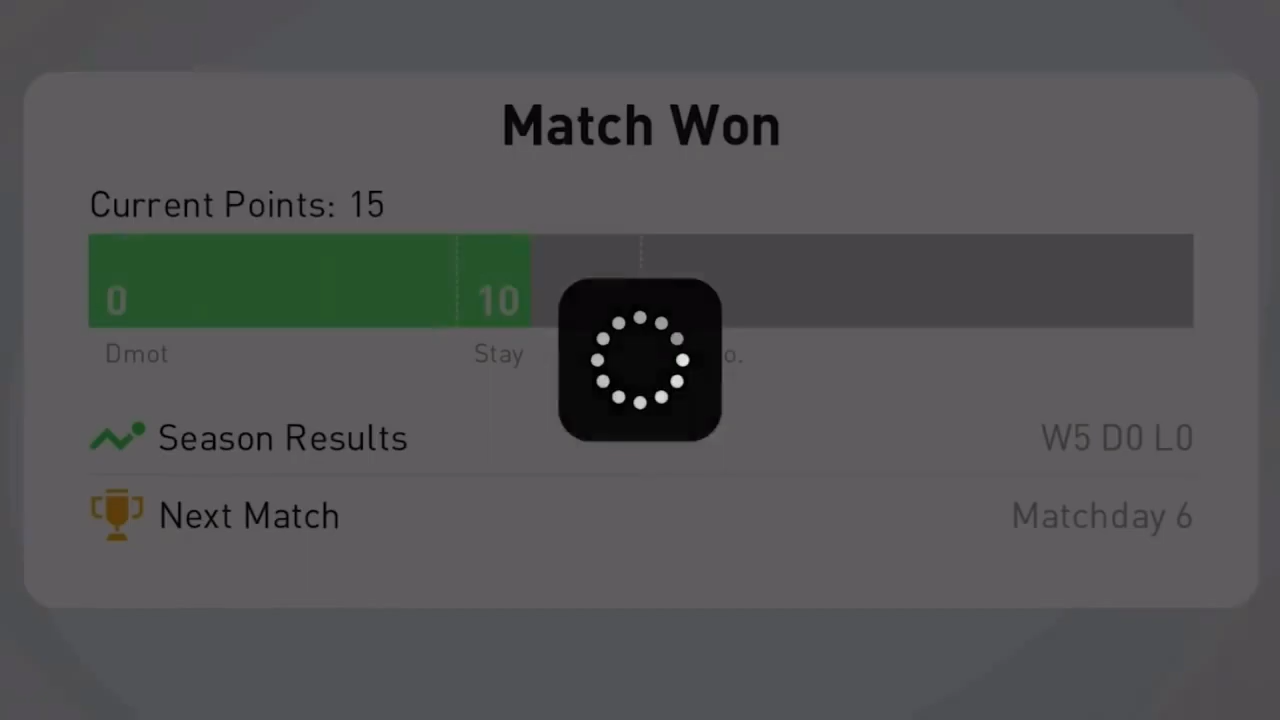 Match Won
Current Points: 15
0 10
Dmot Stay o.
Season Results W5 D0 L0
Next Match Matchday 6